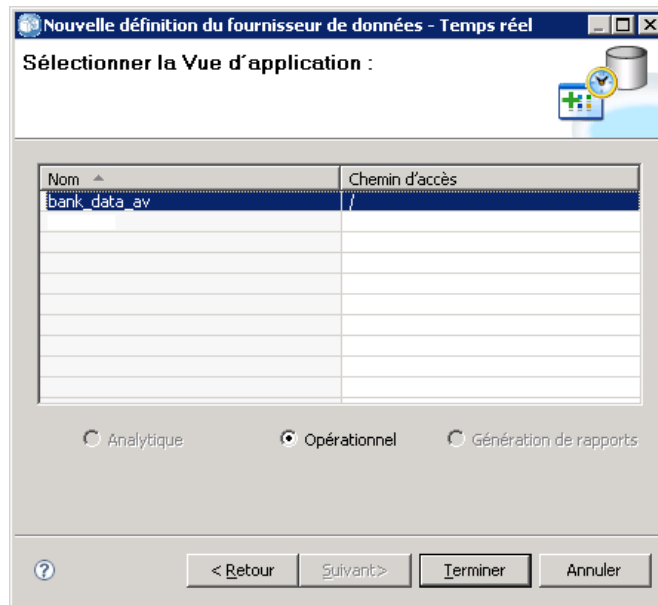 Nouvelle définition du fournisseur de données - Temps réel
Sélectionner la Vue d'application :
Nom Chemin d'accès
bank_data_av /
Analytique Opérationnel Génération de rapports
< Retour Suivant> Terminer Annuler